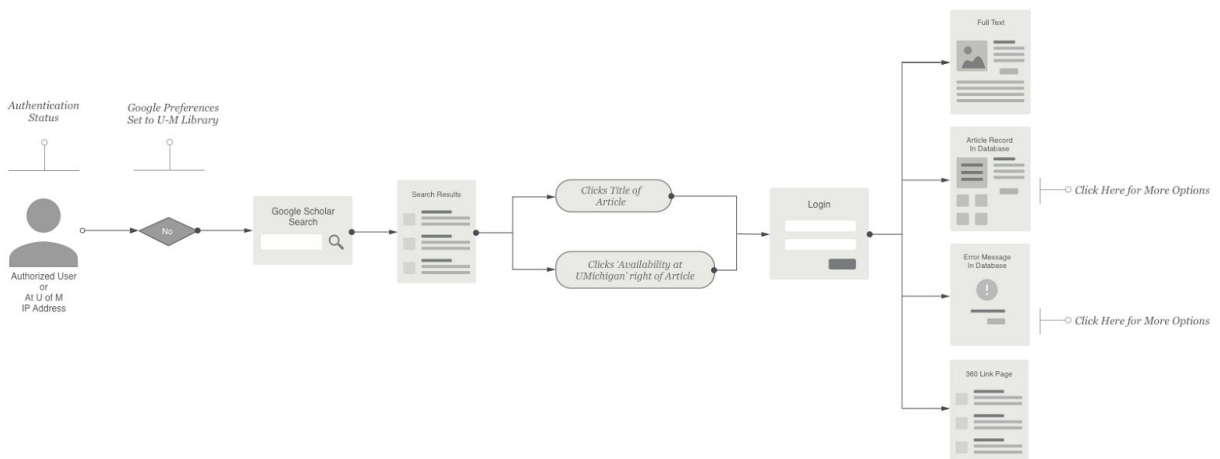 Authentication
Status
Google Preferences
Set to U-M Library
Authorized User
or
At U of M
IP Address
No
Google Scholar
Search
Search Results
Clicks Title of
Article
Clicks 'Availability at
UMichigan' right of Article
Login
Full Text
Article Record
In Database
Click Here for More Options
Error Message
In Database
!
Click Here for More Options
360 Link Page